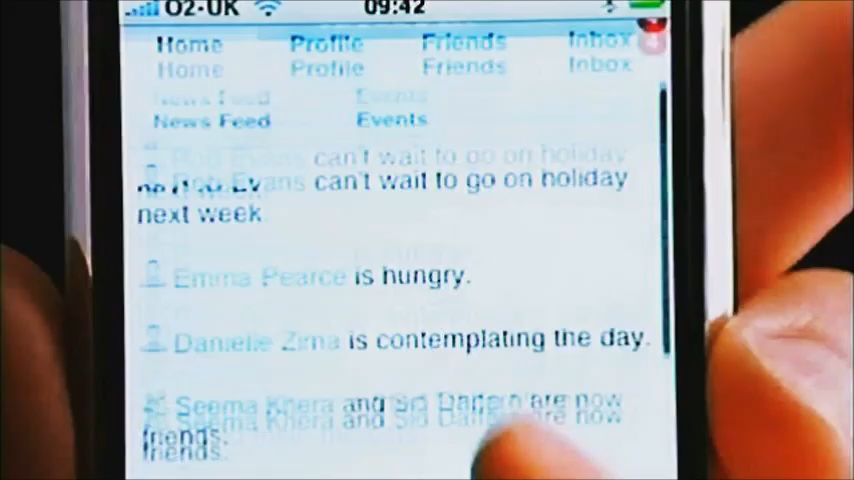 O2-UK 09:42
Home Profile Friends Inbox
News Feed Events
Rob Evans can't wait to go on holiday
next week.
Emma Pearce is hungry.
Danielle Zima is contemplating the day.
Seema Khera and Sid are now
friends.